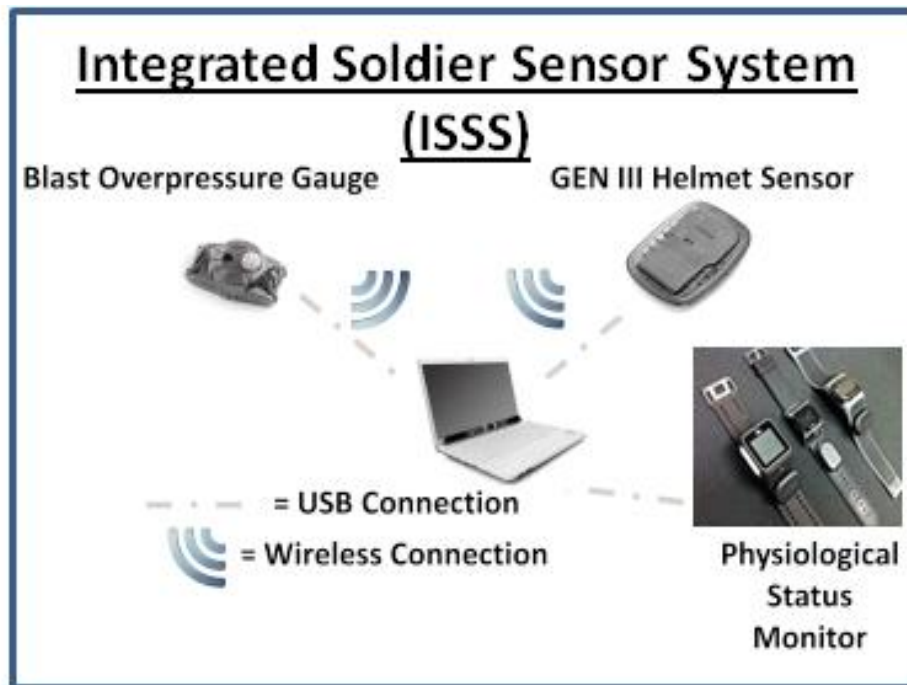 Integrated Soldier Sensor System
(ISSS)
Blast Overpressure Gauge
GEN III Helmet Sensor
= USB Connection
= Wireless Connection
Physiological
Status
Monitor